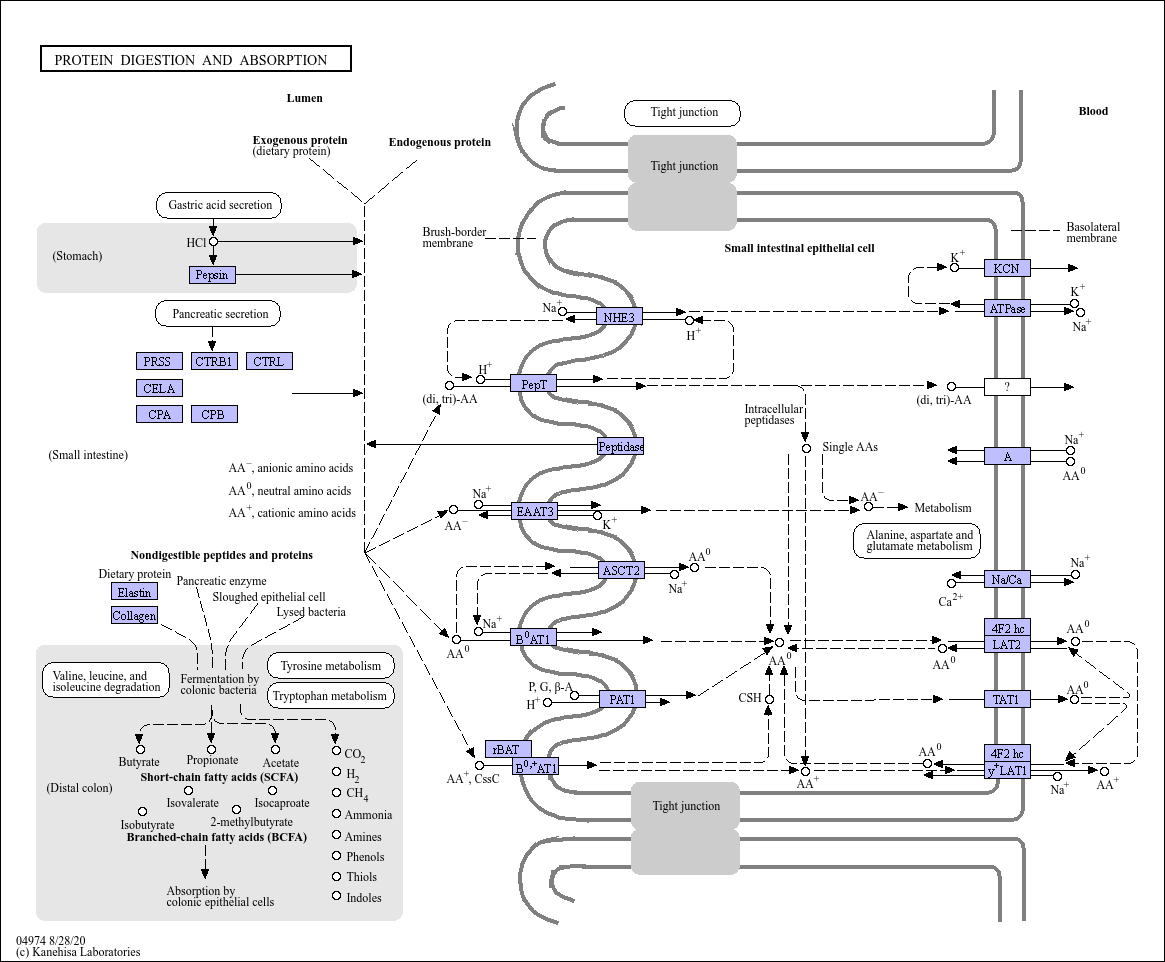 PROTEIN DIGESTION AND ABSORPTION
Lumen
Blood
Exogenous protein
(dietary protein)
Endogenous protein
Tight junction
Tight junction
Gastric acid secretion
HCl
(Stomach)
Pepsin
Pancreatic secretion
PRSS
CTRB1
CTRL
CELA
CPA
CPB
(Small intestine)
AA−, anionic amino acids
AA0, neutral amino acids
AA+, cationic amino acids
Brush-border
membrane
Small intestinal epithelial cell
Basolateral
membrane
K+
KCN
Na+
NHE3
H+
ATPase
K+
Na+
H+
PepT
(di, tri)-AA
Intracellular
peptidases
(di, tri)-AA
?
Peptidase
Single AAs
A
Na+
AA0
Na+
AA−
EAAT3
K+
AA−
Metabolism
Alanine, aspartate and
glutamate metabolism
ASCT2
AA0
Na+
Na/Ca
Na+
Ca2+
Na+
AA0
B0AT1
AA0
4F2 hc
LAT2
AA0
AA0
P, G, β-A
H+
PAT1
CSH
TAT1
AA0
rBAT
B0,+AT1
AA+, CssC
AA+
AA0
4F2 hc
y+LAT1
Na+
AA+
Tight junction
Nondigestible peptides and proteins
Dietary protein
Elastin
Collagen
Pancreatic enzyme
Sloughed epithelial cell
Lysed bacteria
Valine, leucine, and
isoleucine degradation
Fermentation by
colonic bacteria
Tyrosine metabolism
Tryptophan metabolism
Butyrate
Propionate
Acetate
Short-chain fatty acids (SCFA)
(Distal colon)
Isovalerate
Isocaproate
Isobutyrate
2-methylbutyrate
Branched-chain fatty acids (BCFA)
Absorption by
colonic epithelial cells
CO2
H2
CH4
Ammonia
Amines
Phenols
Thiols
Indoles
04974 8/28/20
(c) Kanehisa Laboratories